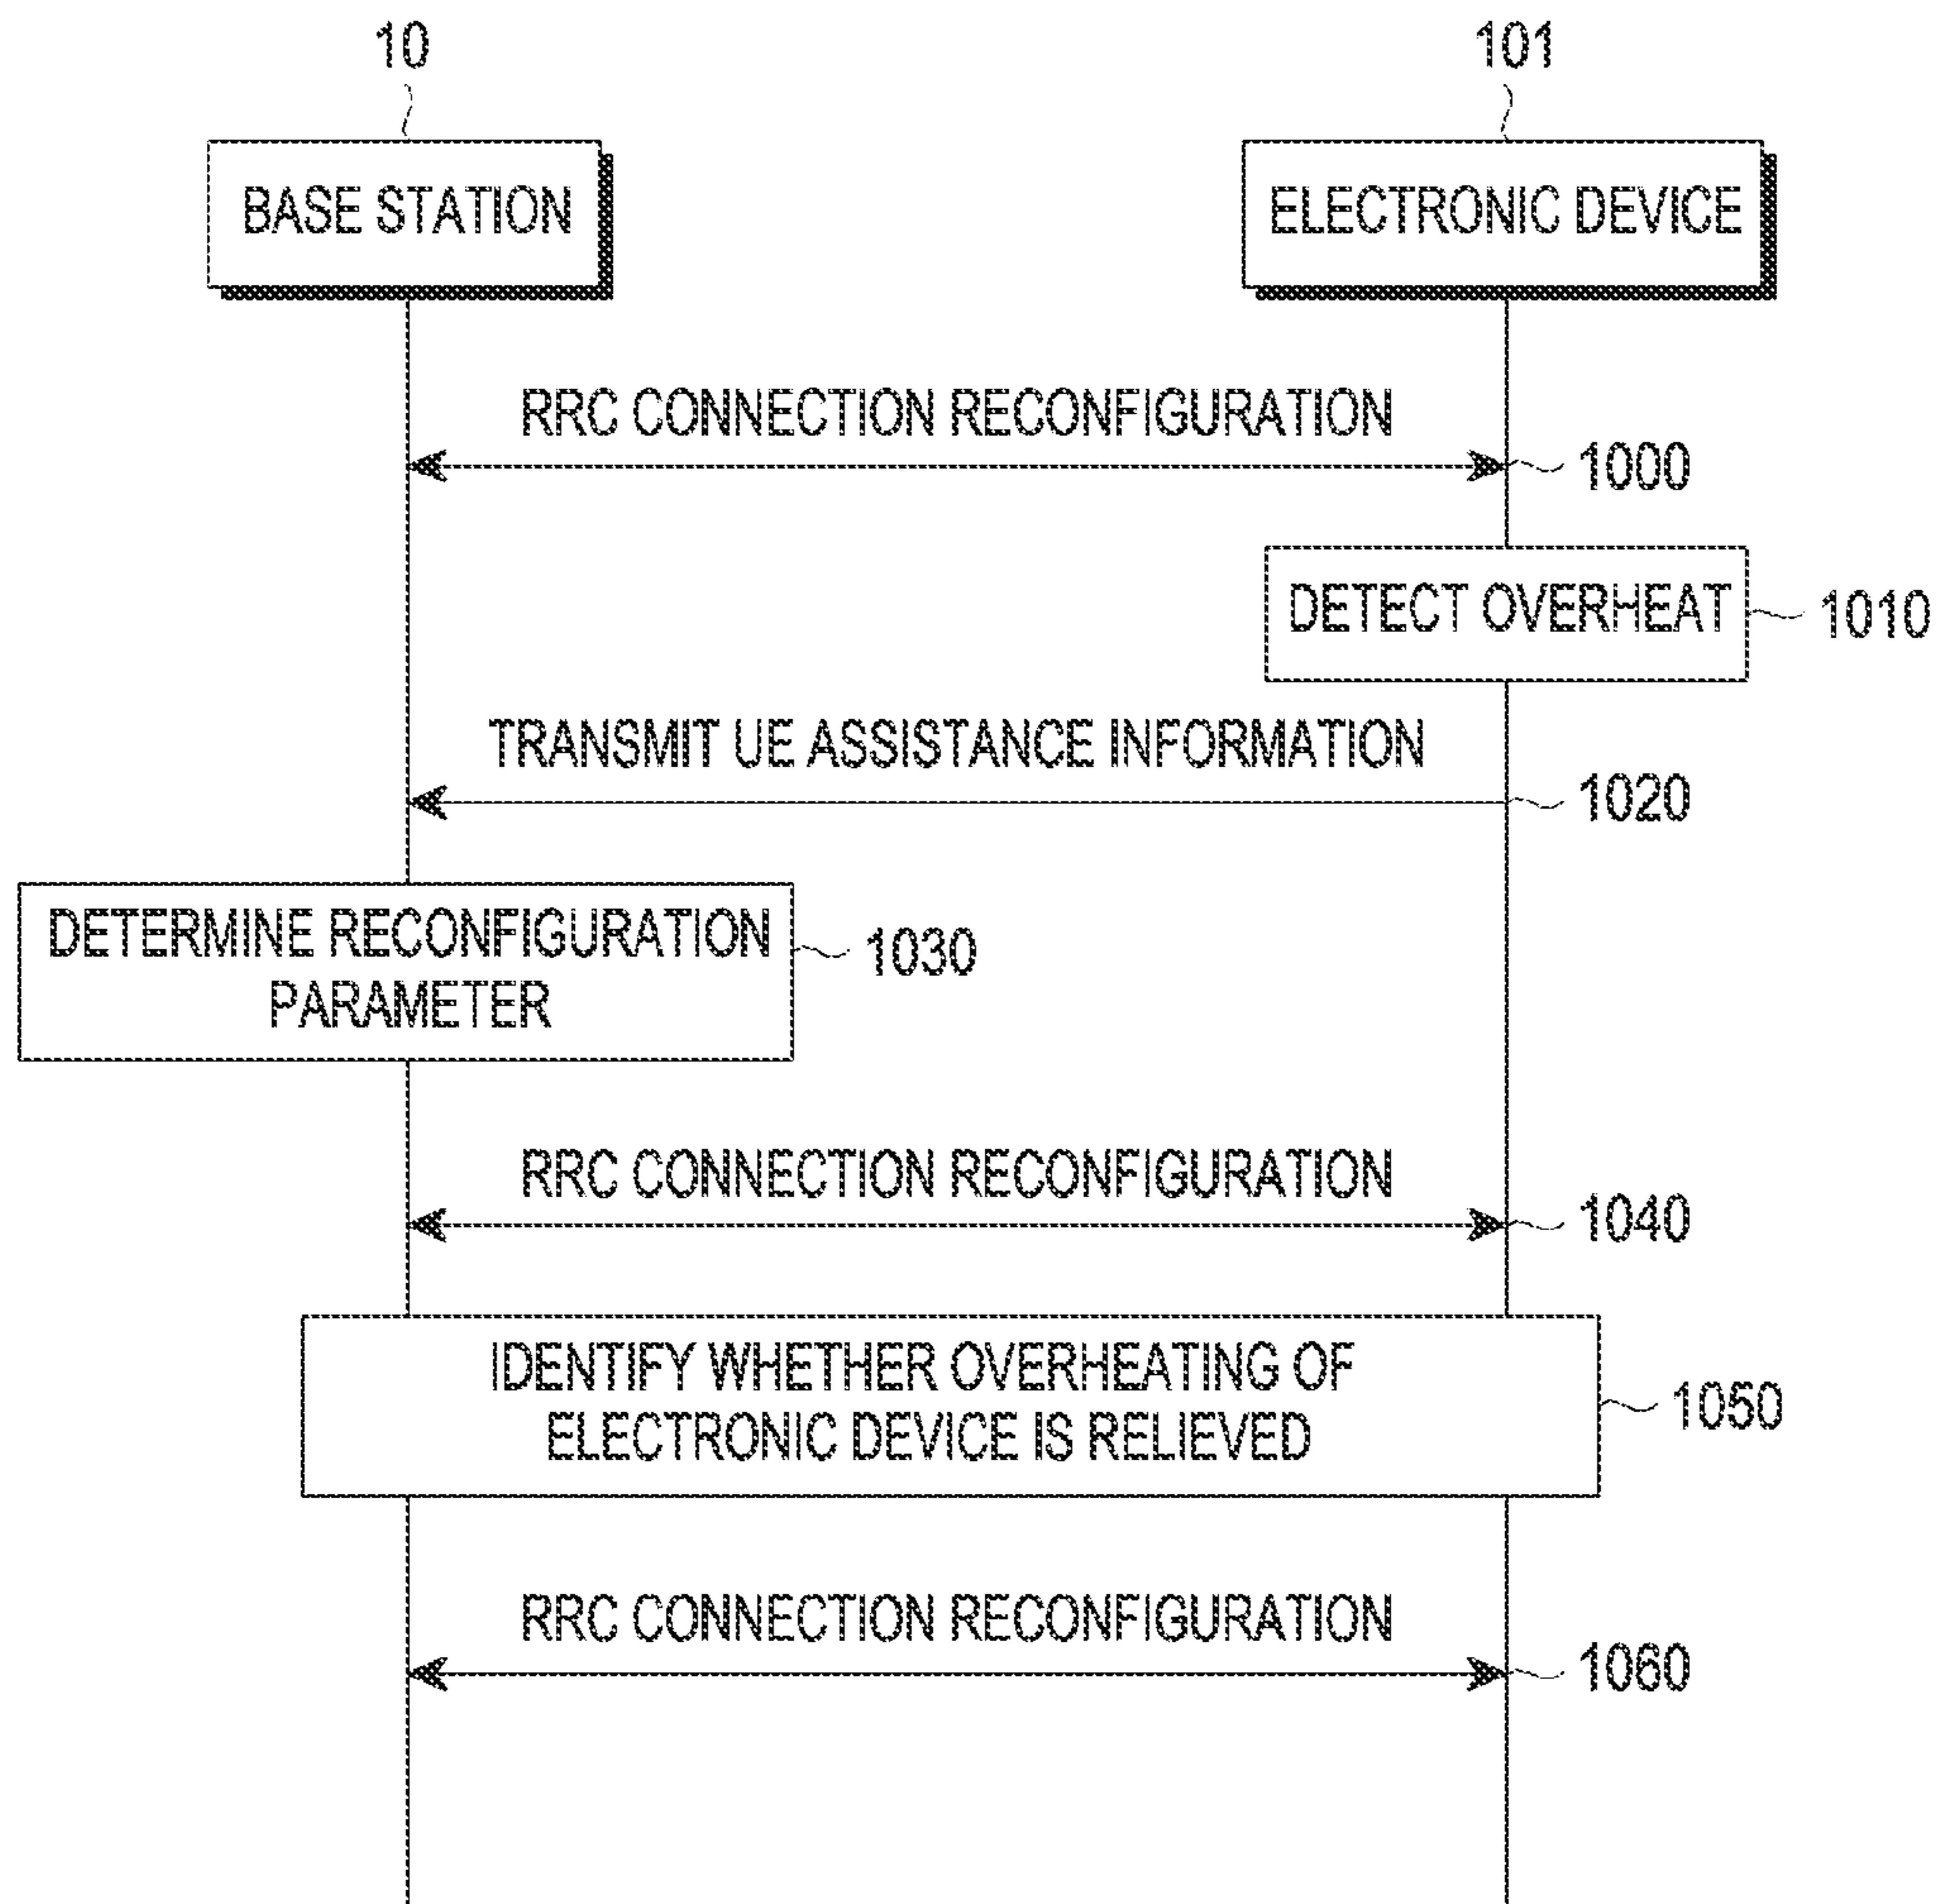 10
101
BASE STATION
ELECTRONIC DEVICE
RRC CONNECTION RECONFIGURATION
1000
DETECT OVERHEAT
1010
TRANSMIT UE ASSISTANCE INFORMATION
1020
DETERMINE RECONFIGURATION
PARAMETER
1030
RRC CONNECTION RECONFIGURATION
1040
IDENTIFY WHETHER OVERHEATING OF
ELECTRONIC DEVICE IS RELIEVED
1050
RRC CONNECTION RECONFIGURATION
1060